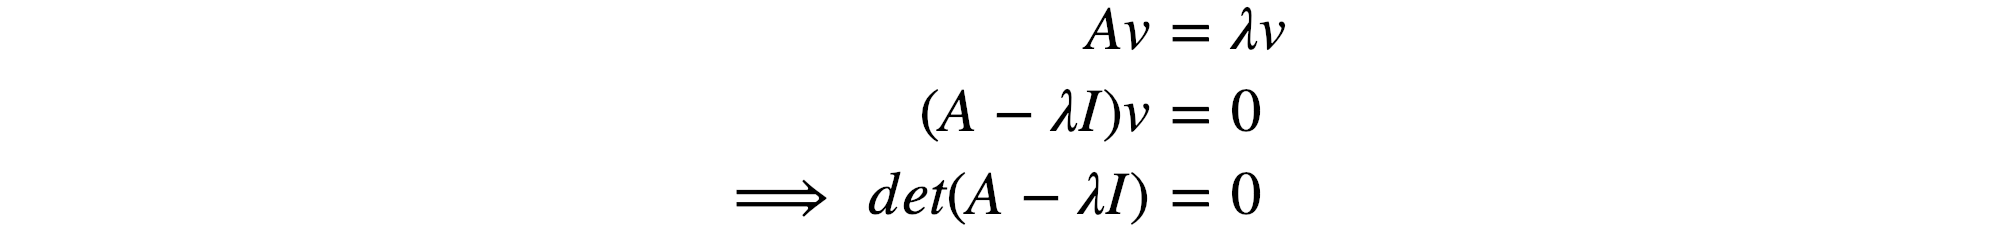 Av = λv
(A − λI)v = 0
⟹ det(A − λI) = 0